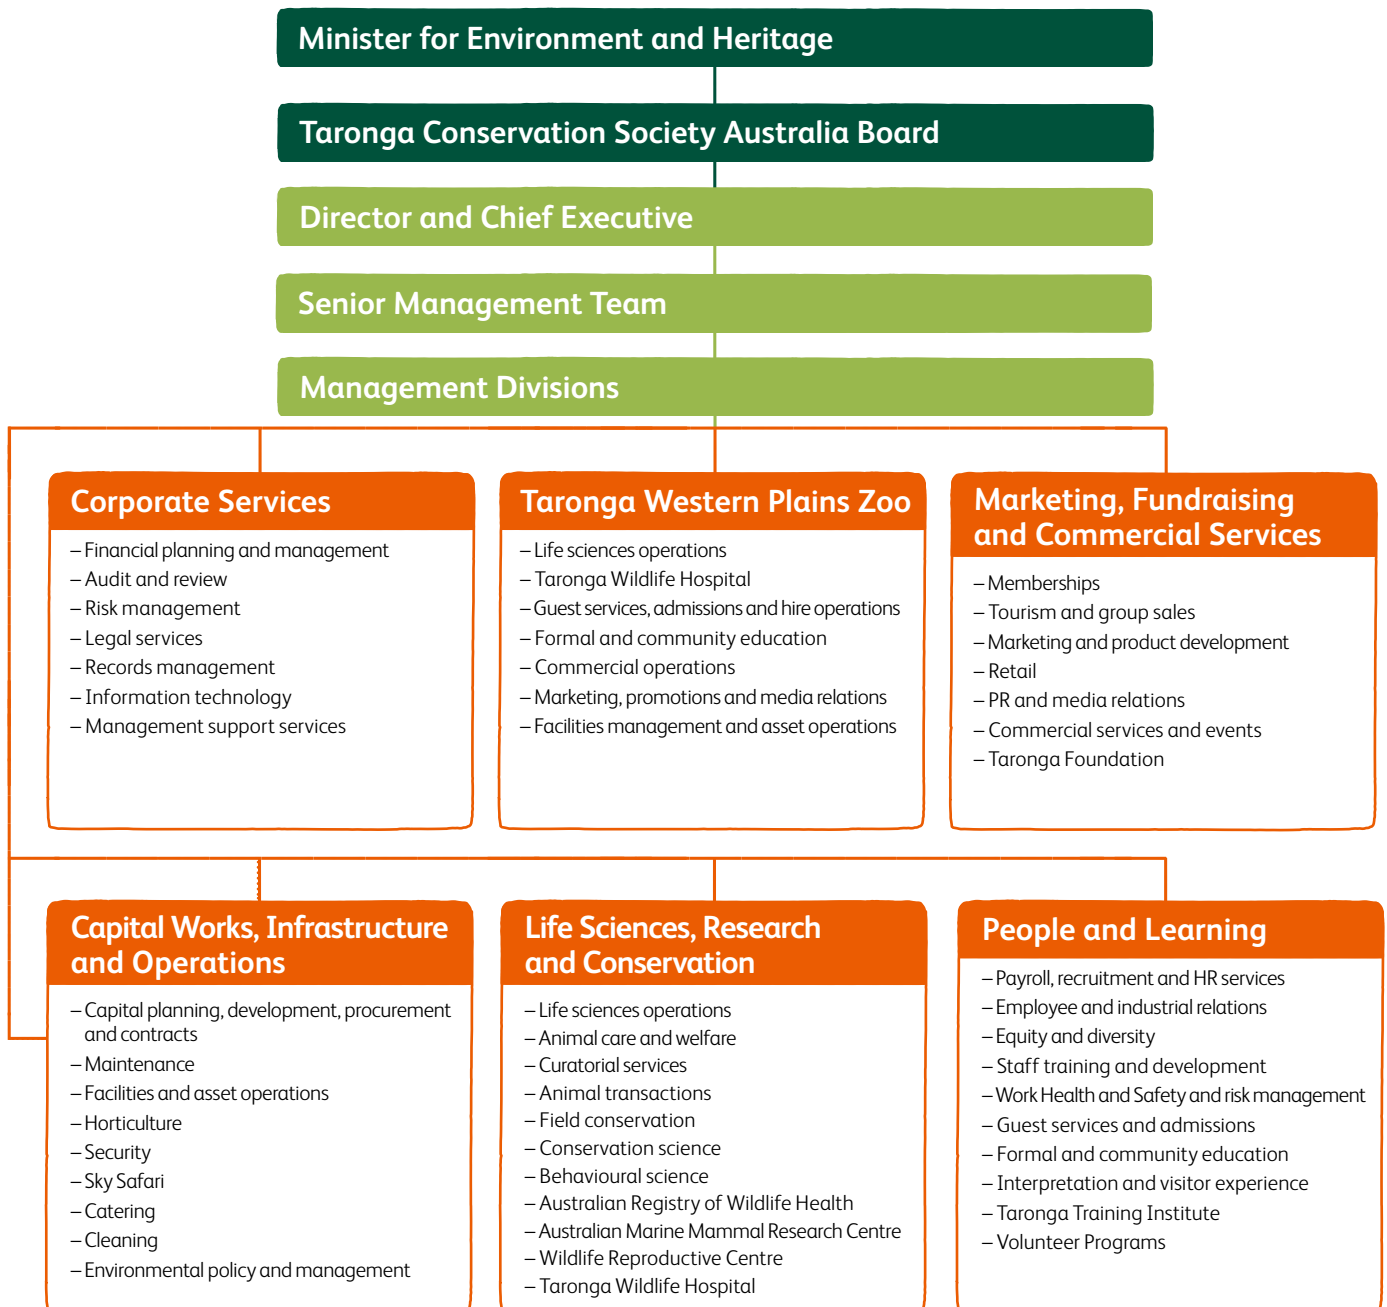 Minister for Environment and Heritage
Taronga Conservation Society Australia Board
Director and Chief Executive
Senior Management Team
Management Divisions
Corporate Services
– Financial planning and management
– Audit and review
– Risk management
– Legal services
– Records management
– Information technology
– Management support services
Taronga Western Plains Zoo
– Life sciences operations
– Taronga Wildlife Hospital
– Guest services, admissions and hire operations
– Formal and community education
– Commercial operations
– Marketing, promotions and media relations
– Facilities management and asset operations
Marketing, Fundraising
and Commercial Services
– Memberships
– Tourism and group sales
– Marketing and product development
– Retail
– PR and media relations
– Commercial services and events
– Taronga Foundation
Capital Works, Infrastructure
and Operations
– Capital planning, development, procurement
and contracts
– Maintenance
– Facilities and asset operations
– Horticulture
– Security
– Sky Safari
– Catering
– Cleaning
– Environmental policy and management
Life Sciences, Research
and Conservation
– Life sciences operations
– Animal care and welfare
– Curatorial services
– Animal transactions
– Field conservation
– Conservation science
– Behavioural science
– Australian Registry of Wildlife Health
– Australian Marine Mammal Research Centre
– Wildlife Reproductive Centre
– Taronga Wildlife Hospital
People and Learning
– Payroll, recruitment and HR services
– Employee and industrial relations
– Equity and diversity
– Staff training and development
– Work Health and Safety and risk management
– Guest services and admissions
– Formal and community education
– Interpretation and visitor experience
– Taronga Training Institute
– Volunteer Programs